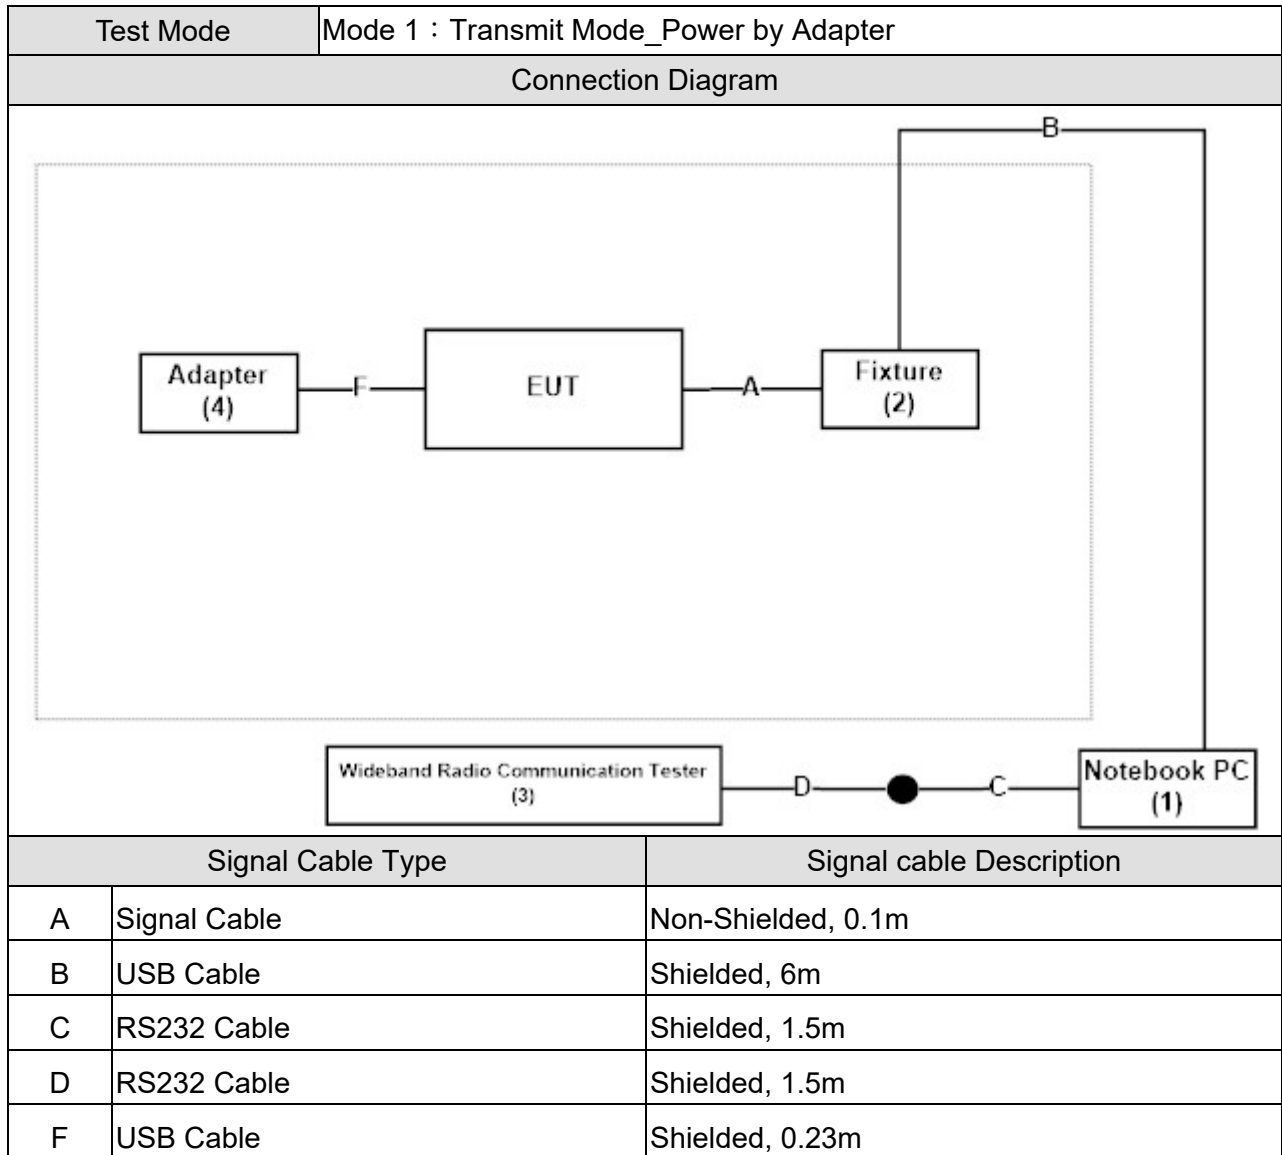 Test Mode Mode 1：Transmit Mode_Power by Adapter
Connection Diagram
B
Adapter
(4)
F
EUT
A
Fixture
(2)
Wideband Radio Communication Tester
(3)
D
C
Notebook PC
(1)
Signal Cable Type Signal cable Description
A Signal Cable Non-Shielded, 0.1m
B USB Cable Shielded, 6m
C RS232 Cable Shielded, 1.5m
D RS232 Cable Shielded, 1.5m
F USB Cable Shielded, 0.23m